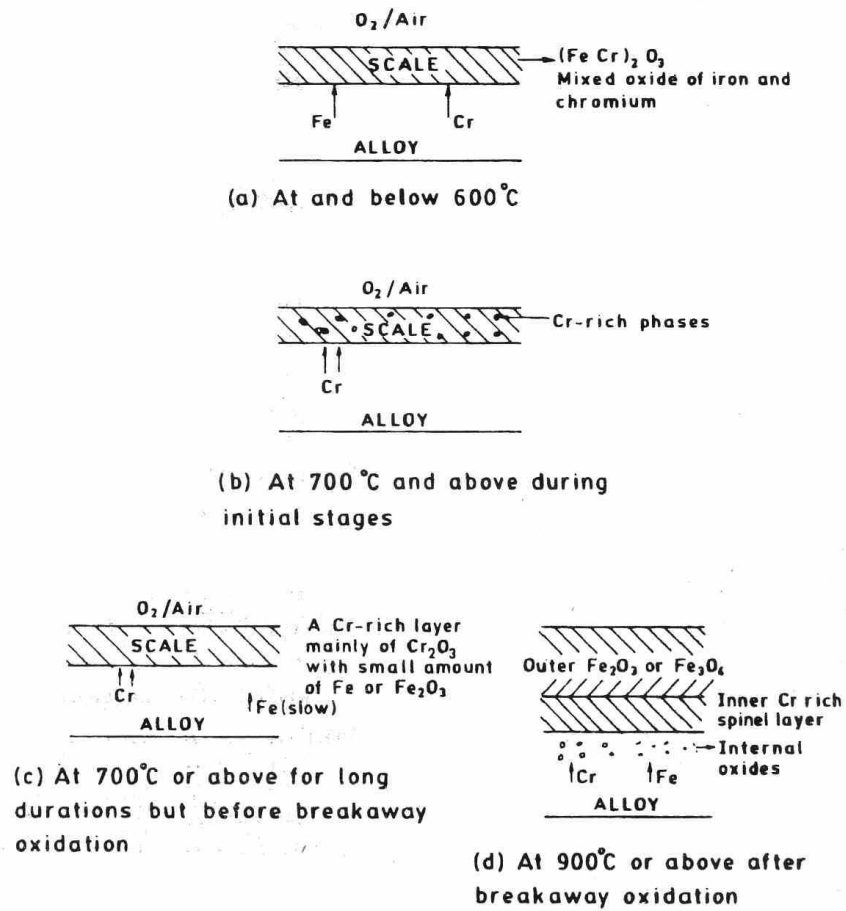 O₂/Air
SCALE
(Fe Cr)₂ O₃
Mixed oxide of iron and
chromium
Fe
Cr
ALLOY
(a) At and below 600°C
O₂/Air
SCALE
Cr-rich phases
Cr
ALLOY
(b) At 700°C and above during
initial stages
O₂/Air
SCALE
A Cr-rich layer
mainly of Cr₂O₃
with small amount
of Fe or Fe₂O₃
Cr
Fe(slow)
ALLOY
(c) At 700°C or above for long
durations but before breakaway
oxidation
Outer Fe₂O₃ or Fe₃O₄
Inner Cr rich
spinel layer
Internal
oxides
Cr
Fe
ALLOY
(d) At 900°C or above after
breakaway oxidation